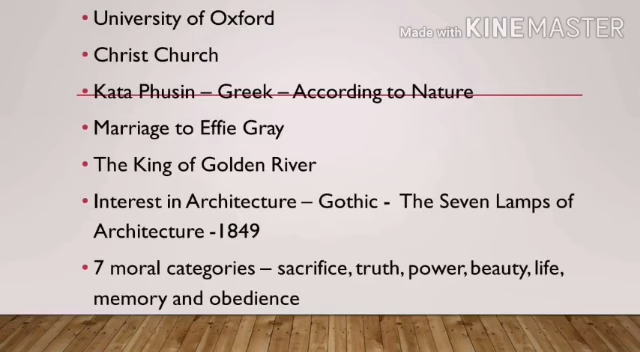 Made with KINEMASTER
• University of Oxford
• Christ Church
• Kata Phusin – Greek – According to Nature
• Marriage to Effie Gray
• The King of Golden River
• Interest in Architecture – Gothic - The Seven Lamps of
Architecture -1849
• 7 moral categories – sacrifice, truth, power, beauty, life,
memory and obedience